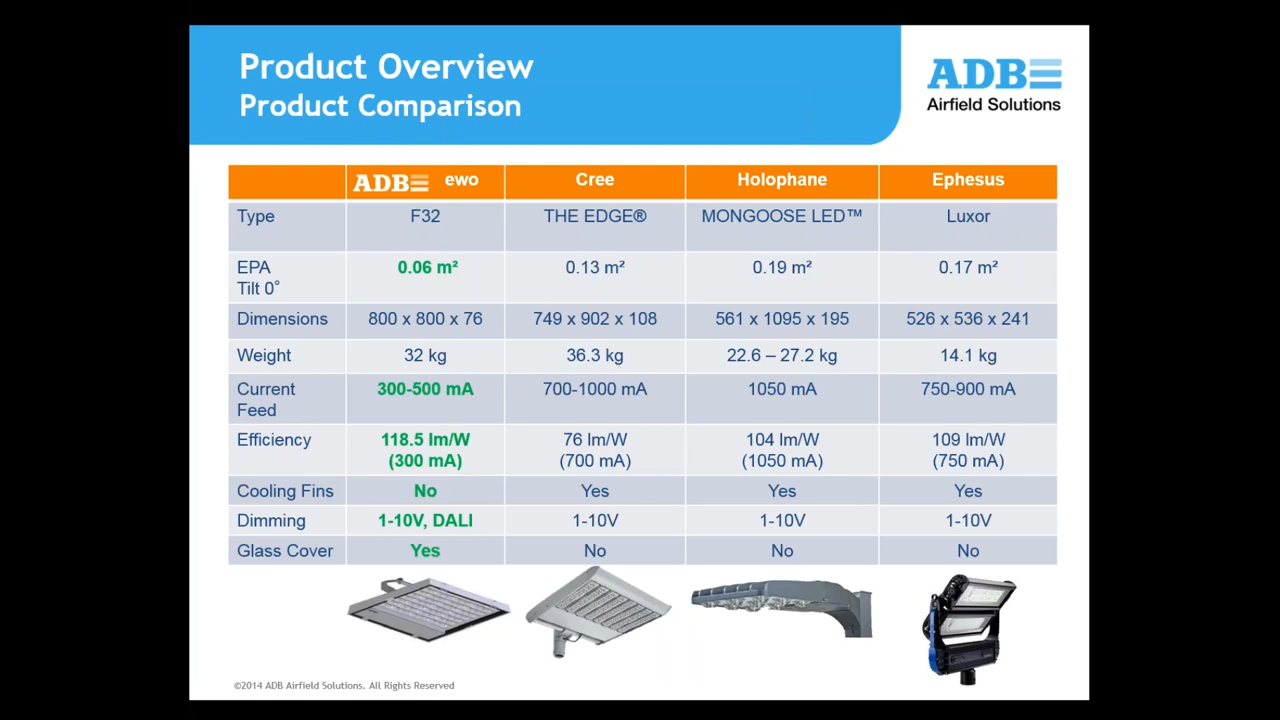 Product Overview
Product Comparison
ADB
Airfield Solutions
ADB ewo Cree Holophane Ephesus
Type F32 THE EDGE® MONGOOSE LED™ Luxor
EPA 0.06 m² 0.13 m² 0.19 m² 0.17 m²
Tilt 0°
Dimensions 800 x 800 x 76 749 x 902 x 108 561 x 1095 x 195 526 x 536 x 241
Weight 32 kg 36.3 kg 22.6 – 27.2 kg 14.1 kg
Current 300-500 mA 700-1000 mA 1050 mA 750-900 mA
Feed
Efficiency 118.5 lm/W 76 lm/W 104 lm/W 109 lm/W
(300 mA) (700 mA) (1050 mA) (750 mA)
Cooling Fins No Yes Yes Yes
Dimming 1-10V, DALI 1-10V 1-10V 1-10V
Glass Cover Yes No No No
©2014 ADB Airfield Solutions. All Rights Reserved